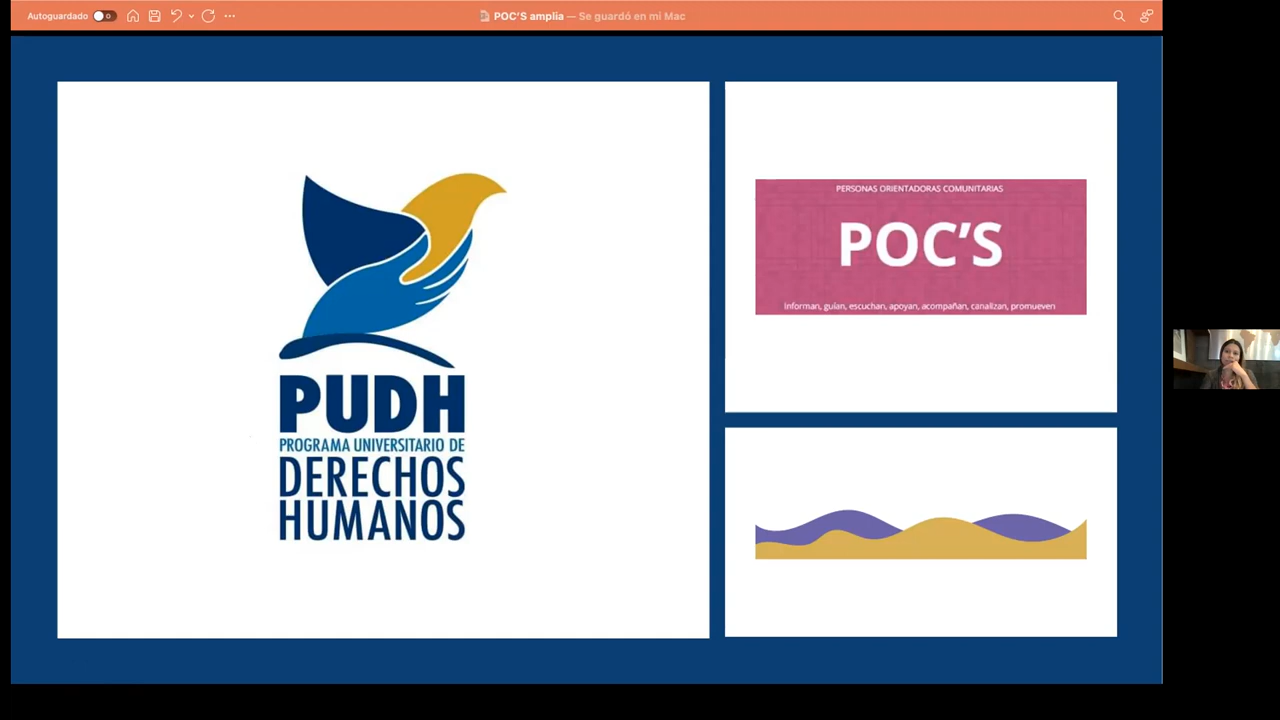 Autoguardado
POC'S amplia — Se guardó en mi Mac
PUDH
PROGRAMA UNIVERSITARIO DE
DERECHOS
HUMANOS
PERSONAS ORIENTADORAS COMUNITARIAS
POC'S
informan, guían, escuchan, apoyan, acompañan, canalizan, promueven